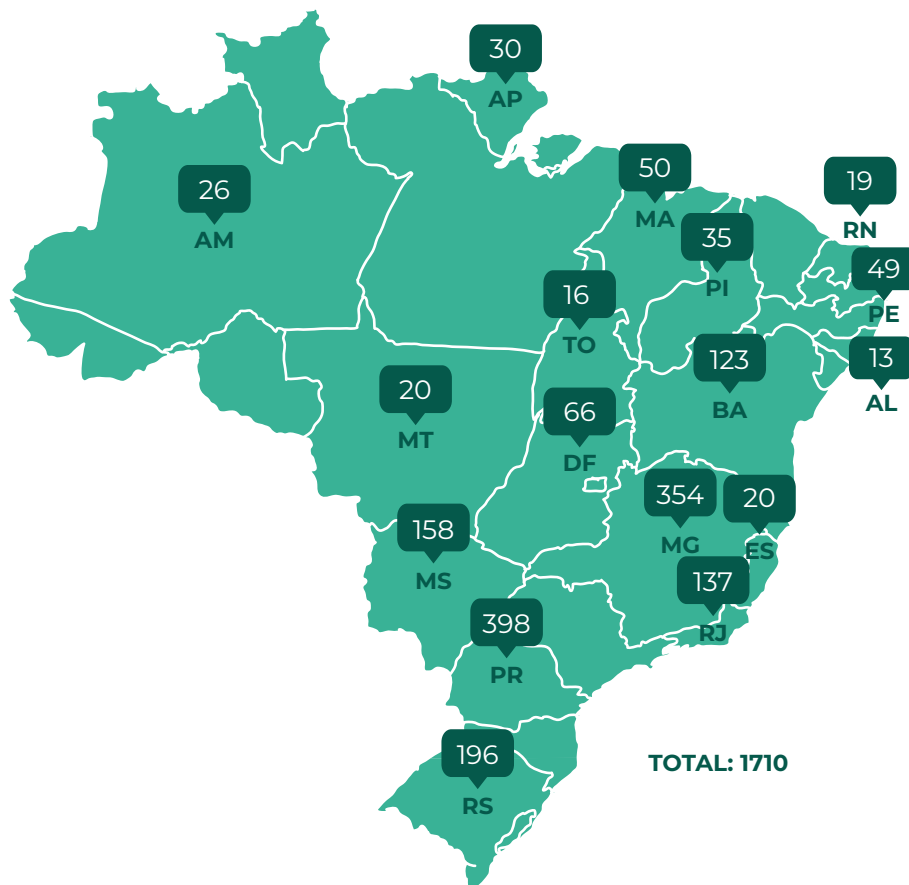 30
AP
50
MA
19
RN
26
AM
35
PI
49
PE
16
TO
123
BA
13
AL
20
MT
66
DF
354
MG
20
ES
158
MS
137
RJ
398
PR
196
RS
TOTAL: 1710